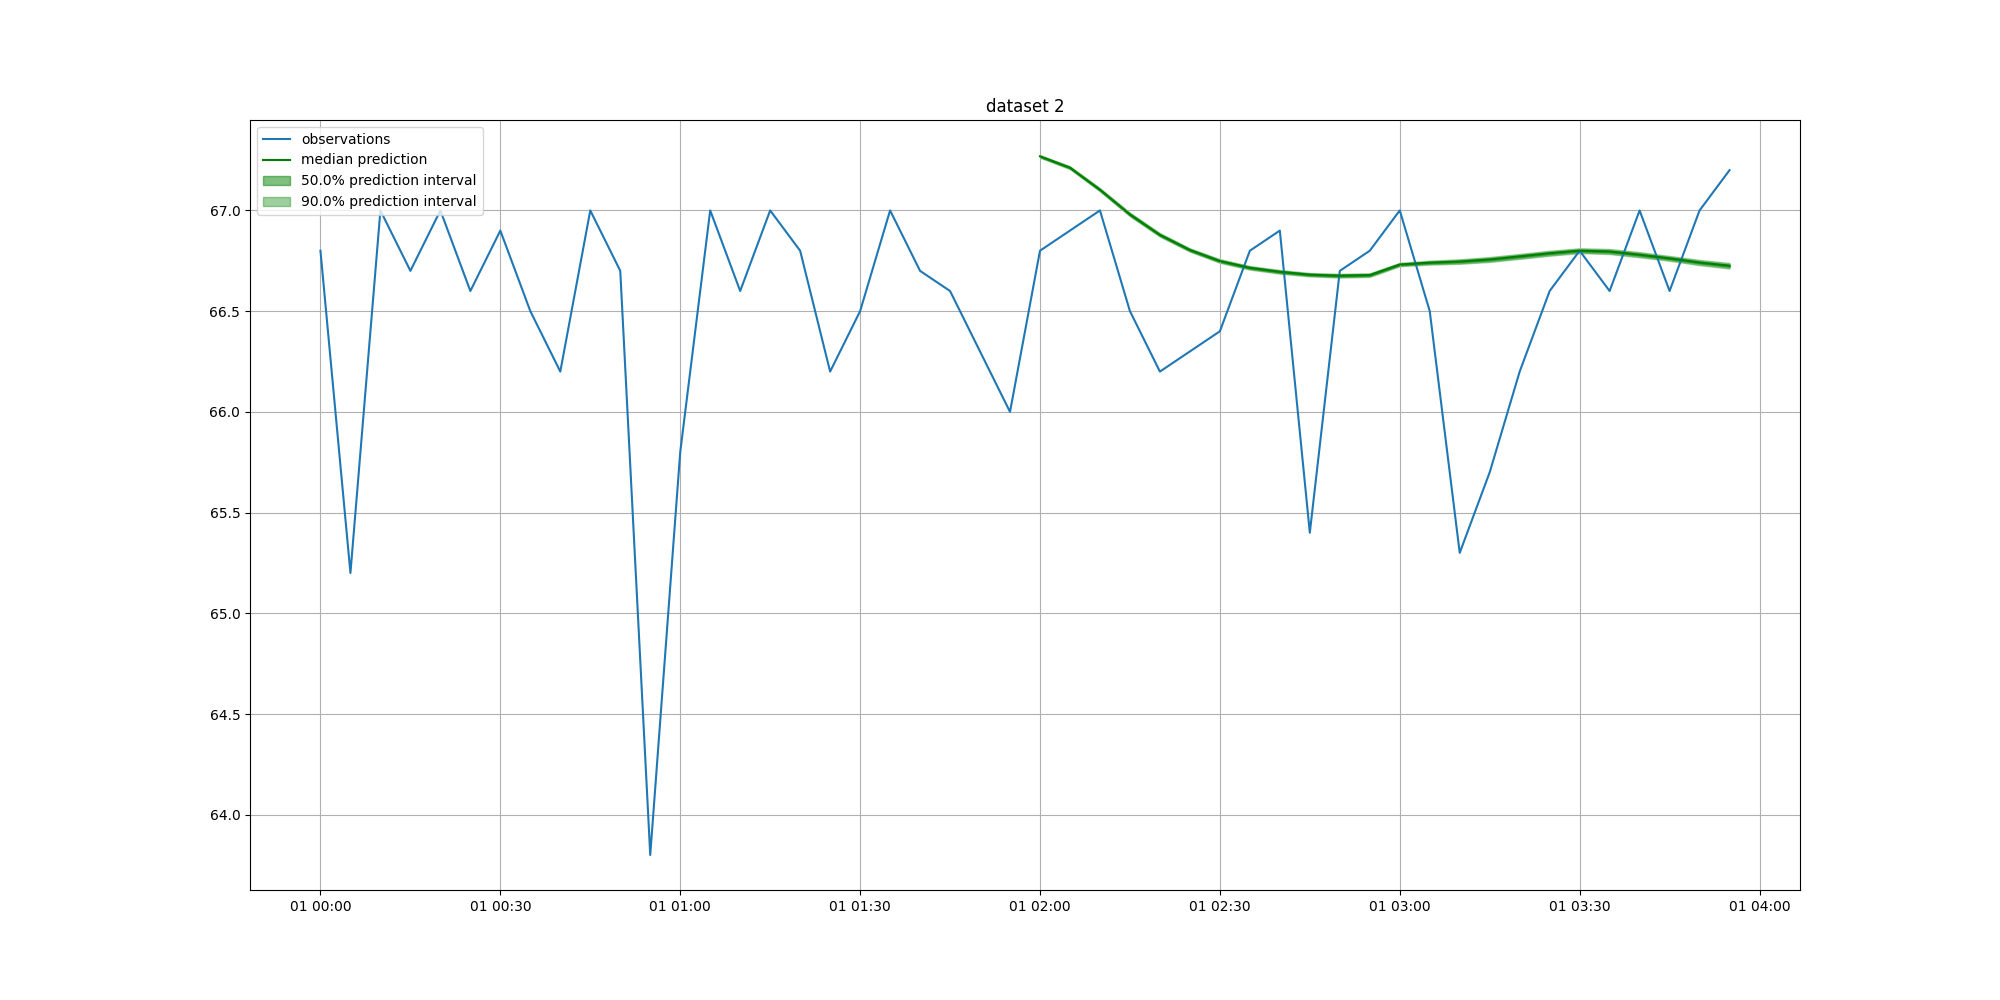 dataset 2
observations
median prediction
50.0% prediction interval
90.0% prediction interval
67.0
66.5
66.0
65.5
65.0
64.5
64.0
01 00:00 01 00:30 01 01:00 01 01:30 01 02:00 01 02:30 01 03:00 01 03:30 01 04:00